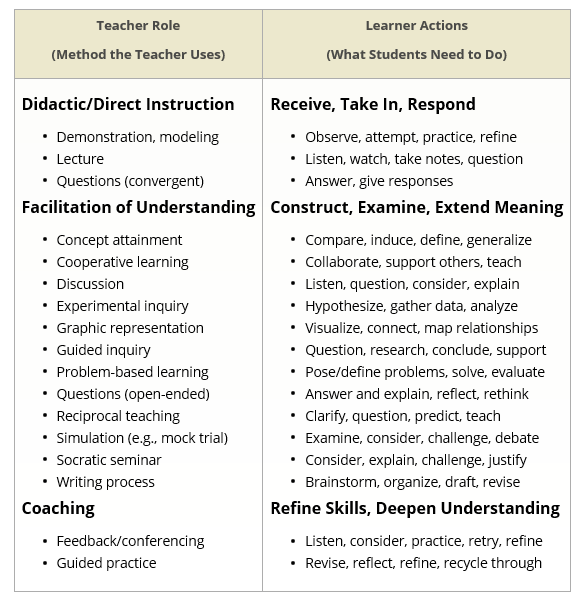 Teacher Role
(Method the Teacher Uses)
Learner Actions
(What Students Need to Do)
Didactic/Direct Instruction
• Demonstration, modeling
• Lecture
• Questions (convergent)
Receive, Take In, Respond
• Observe, attempt, practice, refine
• Listen, watch, take notes, question
• Answer, give responses
Facilitation of Understanding
• Concept attainment
• Cooperative learning
• Discussion
• Experimental inquiry
• Graphic representation
• Guided inquiry
• Problem-based learning
• Questions (open-ended)
• Reciprocal teaching
• Simulation (e.g., mock trial)
• Socratic seminar
• Writing process
Construct, Examine, Extend Meaning
• Compare, induce, define, generalize
• Collaborate, support others, teach
• Listen, question, consider, explain
• Hypothesize, gather data, analyze
• Visualize, connect, map relationships
• Question, research, conclude, support
• Pose/define problems, solve, evaluate
• Answer and explain, reflect, rethink
• Clarify, question, predict, teach
• Examine, consider, challenge, debate
• Consider, explain, challenge, justify
• Brainstorm, organize, draft, revise
Coaching
• Feedback/conferencing
• Guided practice
Refine Skills, Deepen Understanding
• Listen, consider, practice, retry, refine
• Revise, reflect, refine, recycle through